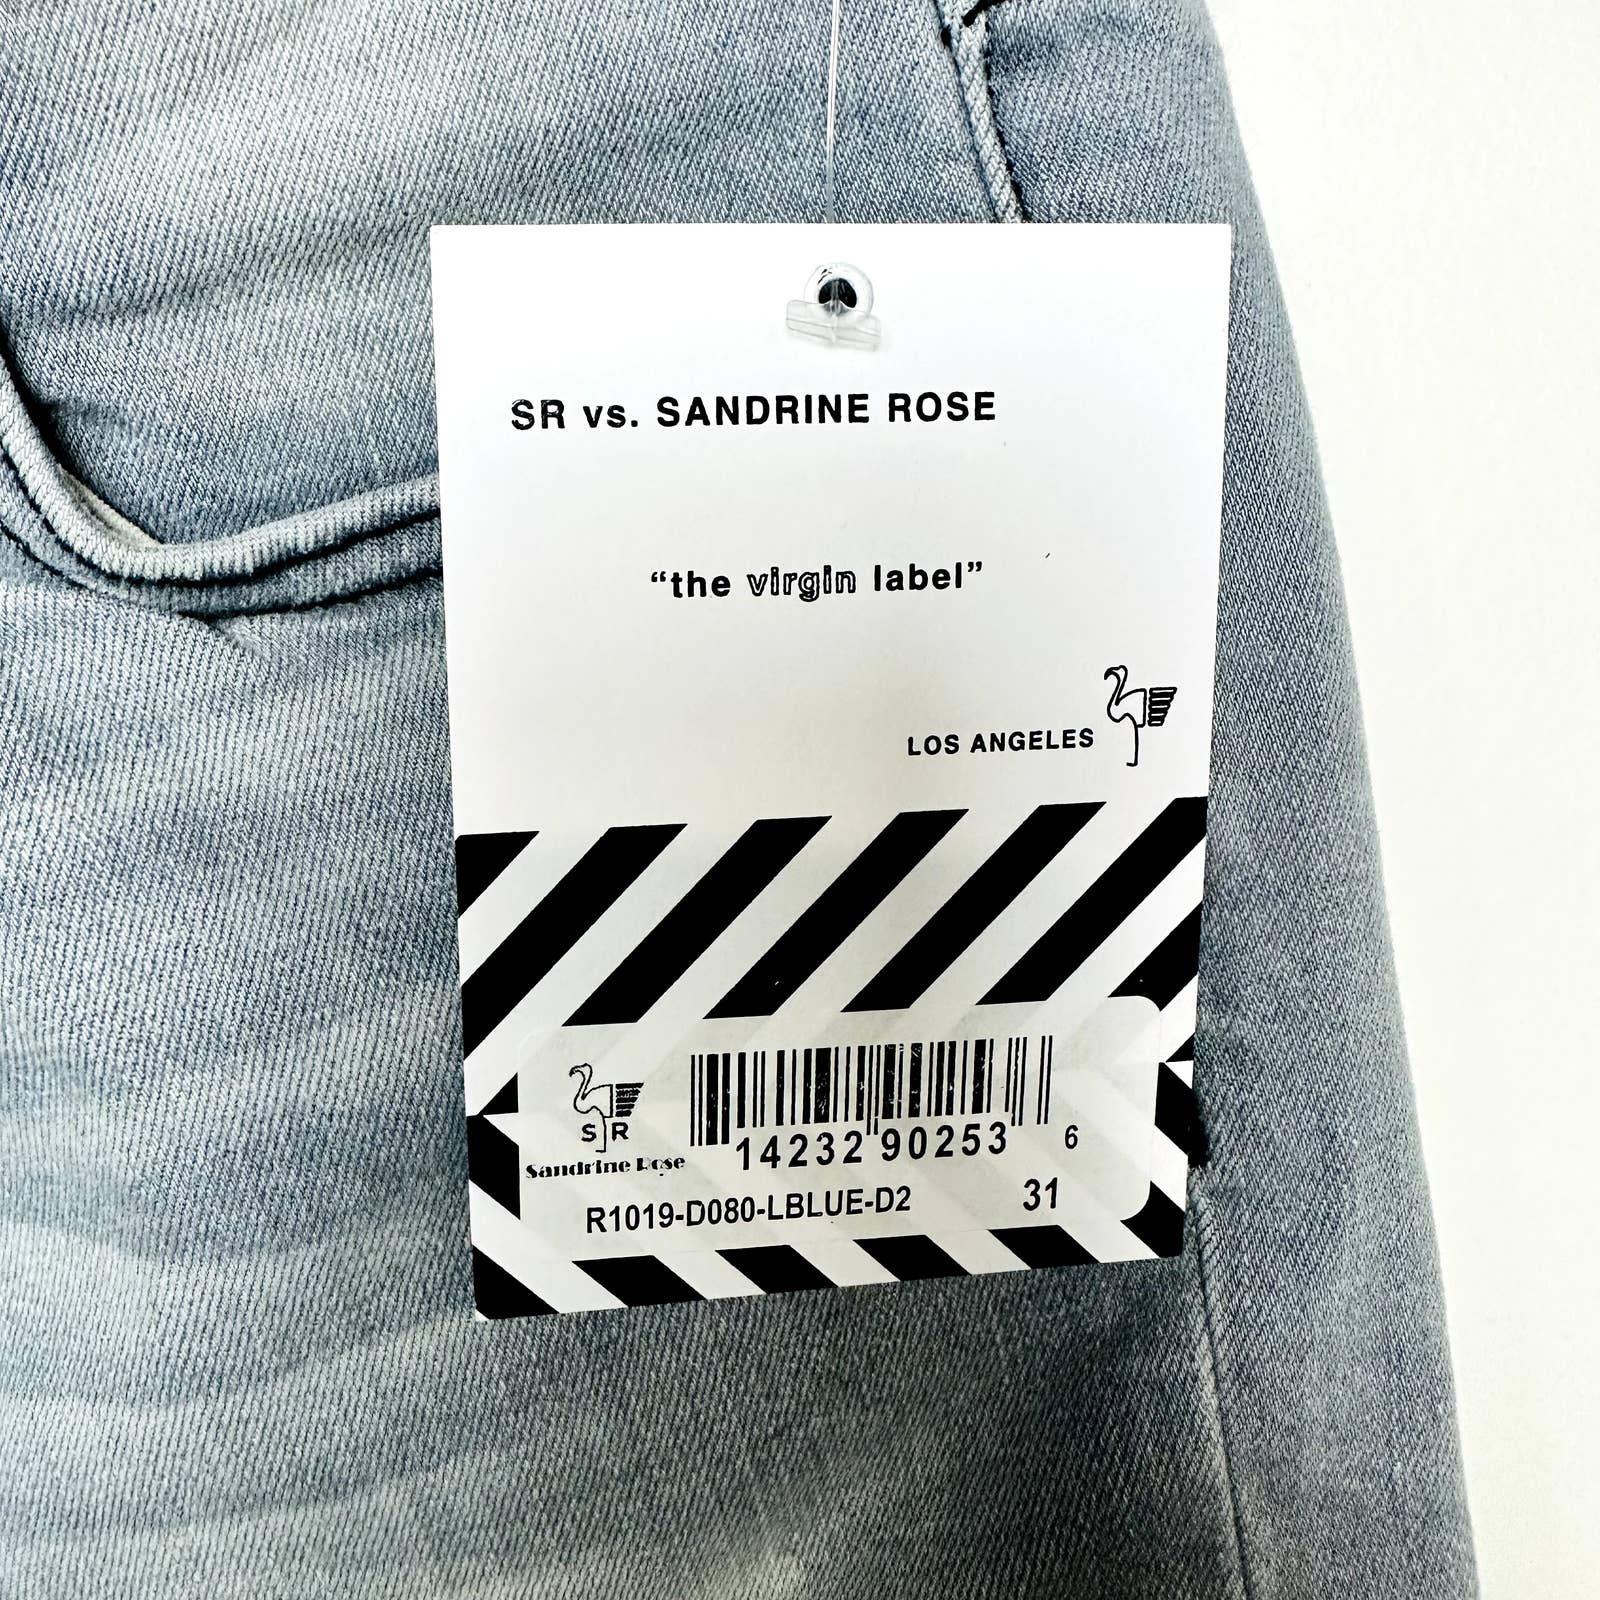 SR vs. SANDRINE ROSE
“the virgin label”
LOS ANGELES
14232 90253 6
S R
Sandrine Rose
R1019-D080-LBLUE-D2 31